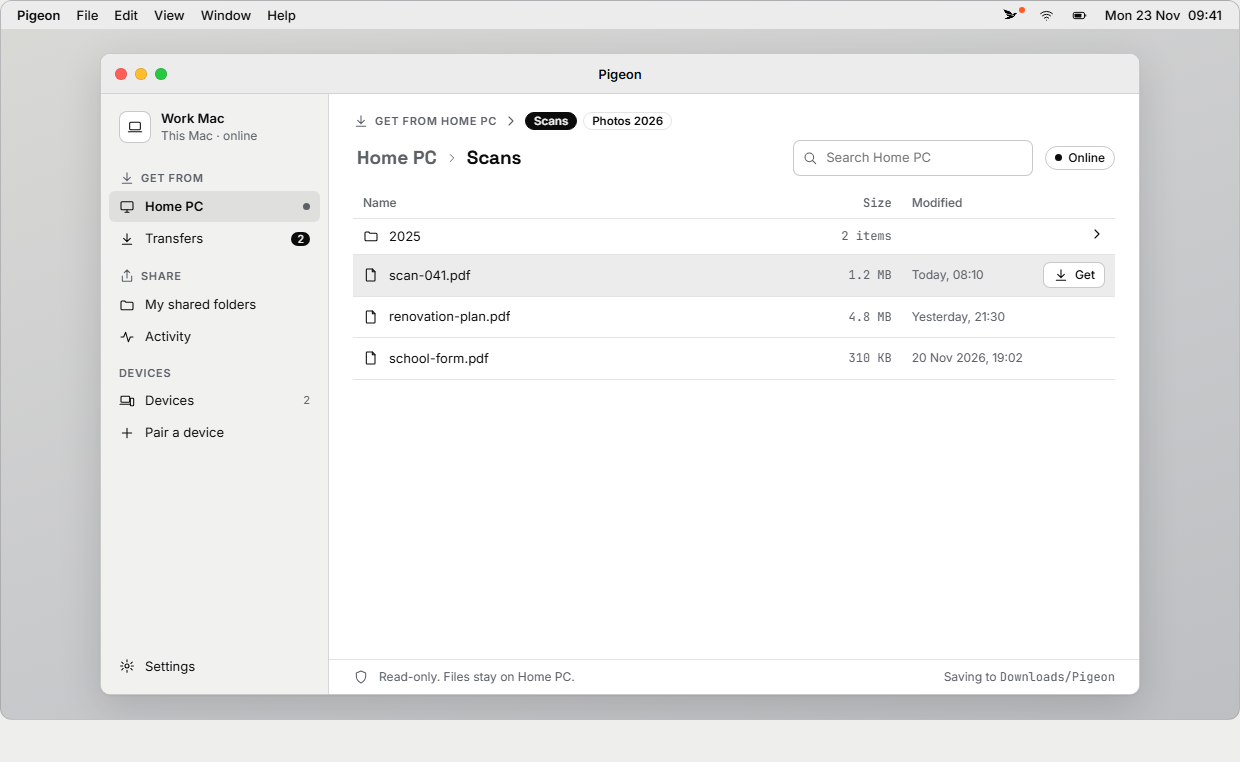 Pigeon File Edit View Window Help Mon 23 Nov 09:41
Pigeon
Work Mac
This Mac · online
GET FROM
Home PC
Transfers 2
SHARE
My shared folders
Activity
DEVICES
Devices 2
Pair a device
Settings
GET FROM HOME PC Scans Photos 2026
Home PC Scans Search Home PC Online
Name Size Modified
2025 2 items
scan-041.pdf 1.2 MB Today, 08:10 Get
renovation-plan.pdf 4.8 MB Yesterday, 21:30
school-form.pdf 310 KB 20 Nov 2026, 19:02
Read-only. Files stay on Home PC. Saving to Downloads/Pigeon